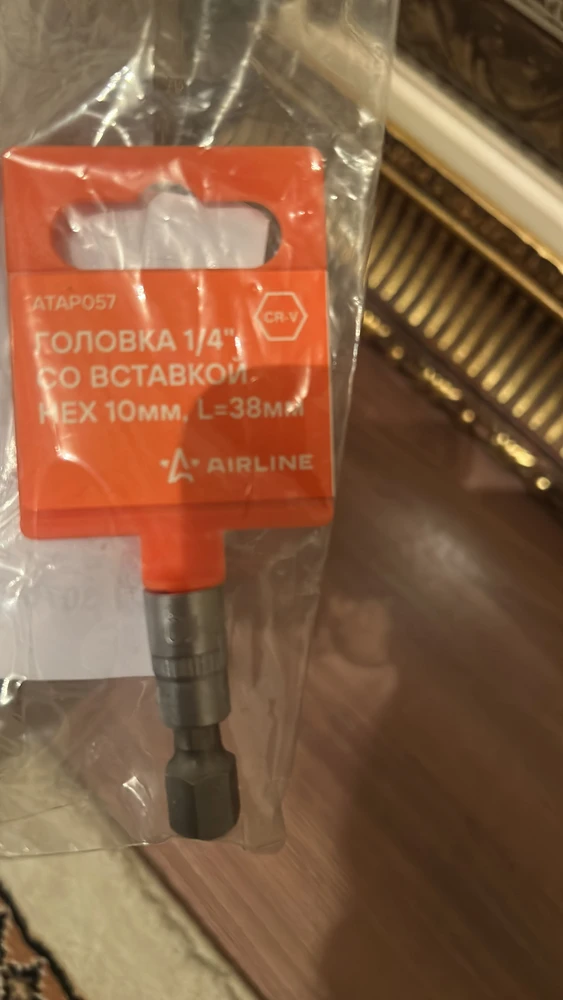 ATAP057
CR-V
ГОЛОВКА 1/4",
СО ВСТАВКОЙ
HEX 10мм, L=38мм
AIRLINE